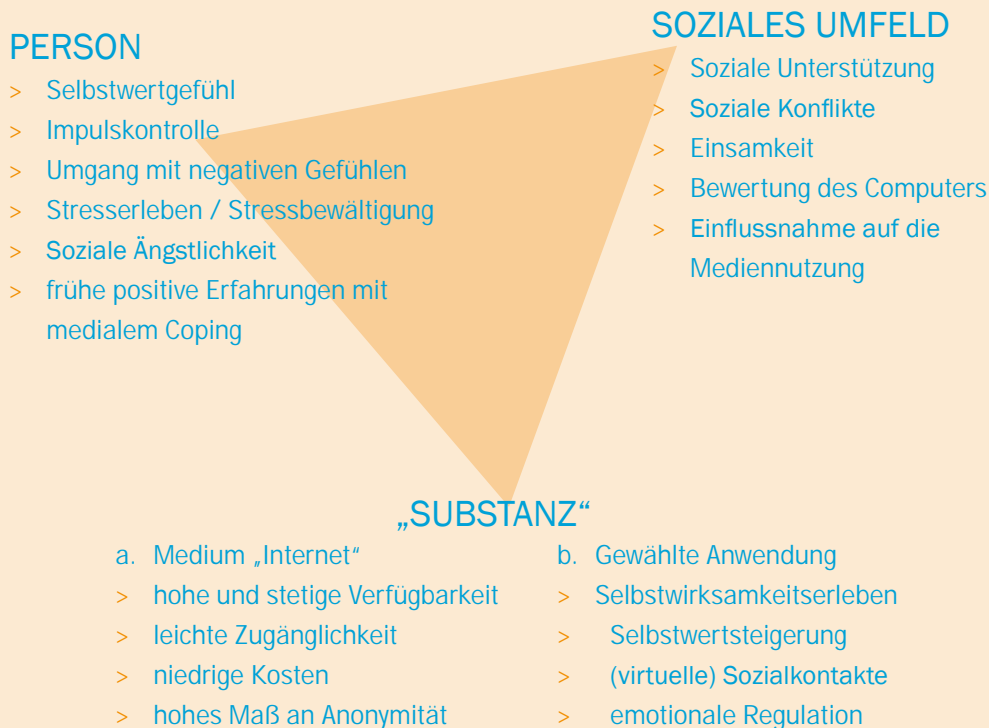 PERSON
> Selbstwertgefühl
> Impulskontrolle
> Umgang mit negativen Gefühlen
> Stresserleben / Stressbewältigung
> Soziale Ängstlichkeit
> frühe positive Erfahrungen mit
medialem Coping
SOZIALES UMFELD
> Soziale Unterstützung
> Soziale Konflikte
> Einsamkeit
> Bewertung des Computers
> Einflussnahme auf die
Mediennutzung
„SUBSTANZ“
a. Medium „Internet“
> hohe und stetige Verfügbarkeit
> leichte Zugänglichkeit
> niedrige Kosten
> hohes Maß an Anonymität
b. Gewählte Anwendung
> Selbstwirksamkeitserleben
> Selbstwertsteigerung
> (virtuelle) Sozialkontakte
> emotionale Regulation